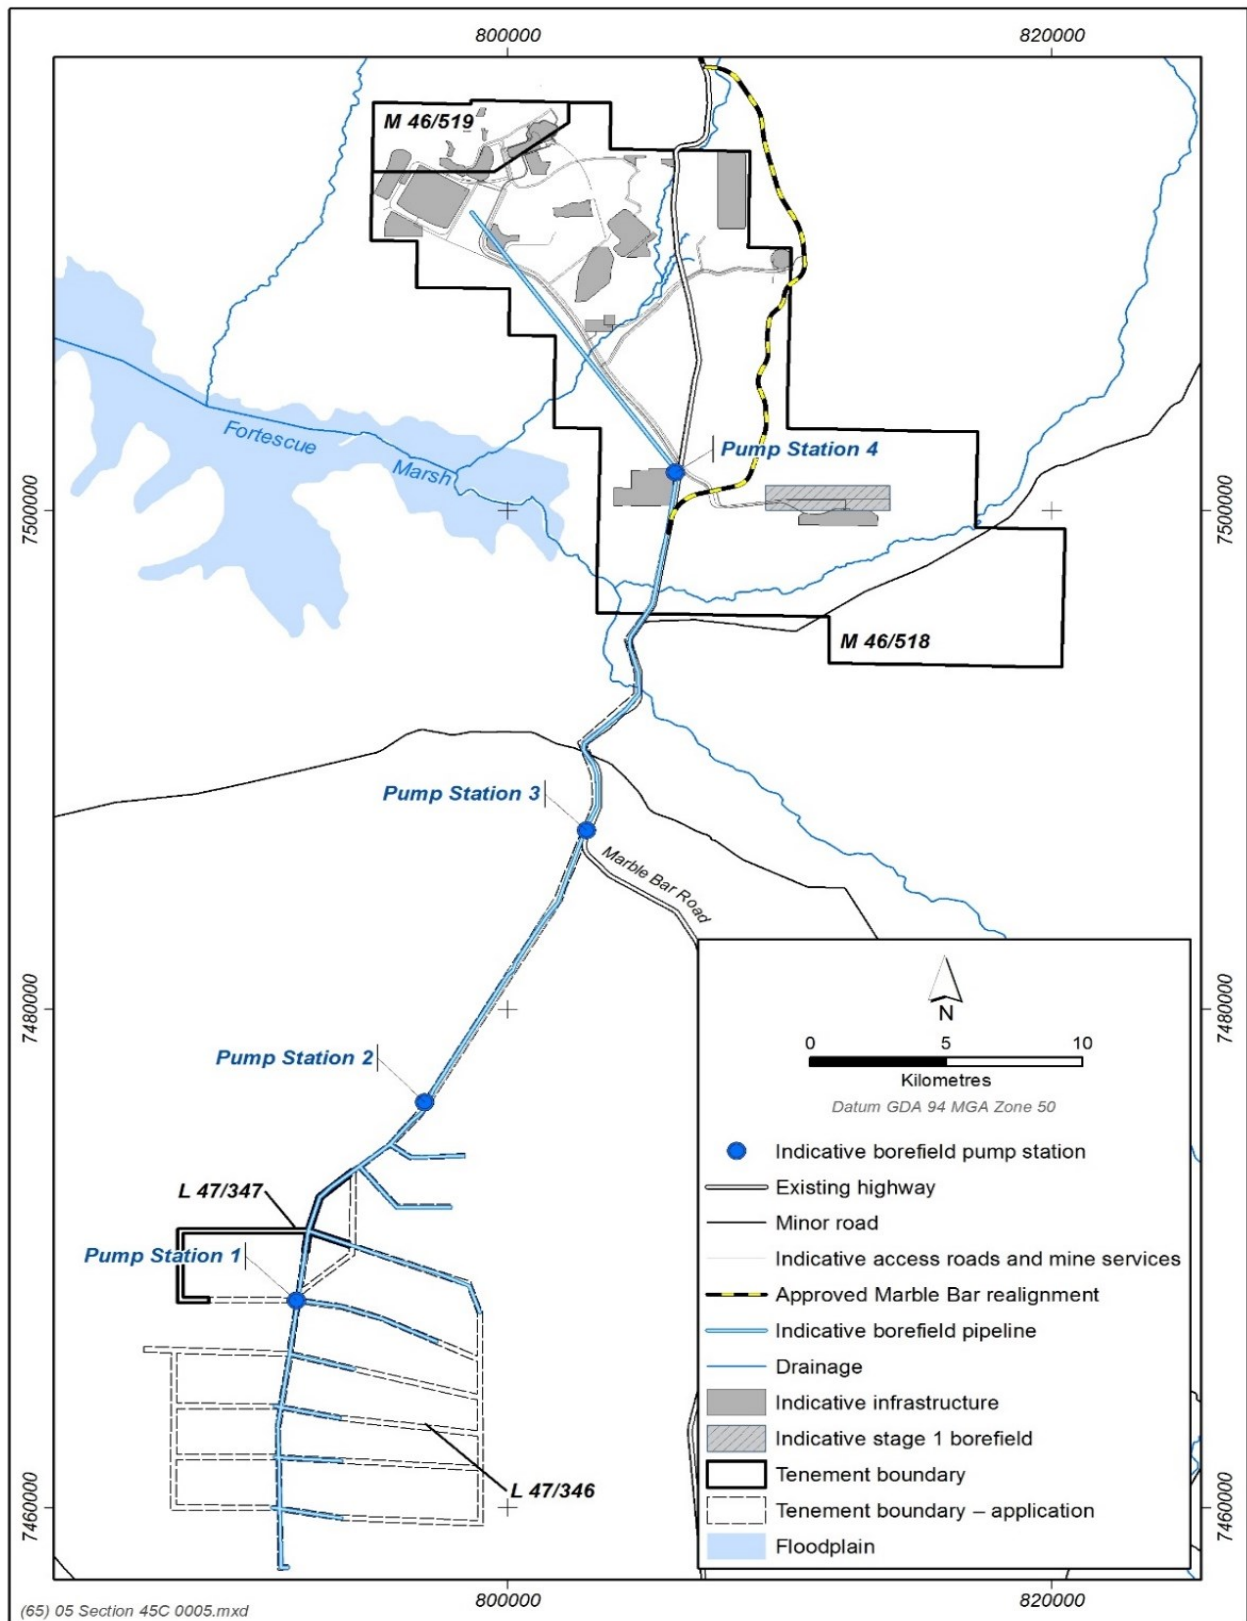 800000
820000
M 46/519
Fortescue
Marsh
Pump Station 4
7500000
7500000
M 46/518
Pump Station 3
Marble Bar Road
7480000
7480000
Pump Station 2
L 47/347
Pump Station 1
L 47/346
7460000
7460000
N
0 5 10
Kilometres
Datum GDA 94 MGA Zone 50
Indicative borefield pump station
Existing highway
Minor road
Indicative access roads and mine services
Approved Marble Bar realignment
Indicative borefield pipeline
Drainage
Indicative infrastructure
Indicative stage 1 borefield
Tenement boundary
Tenement boundary – application
Floodplain
800000
820000
(65) 05 Section 45C 0005.mxd